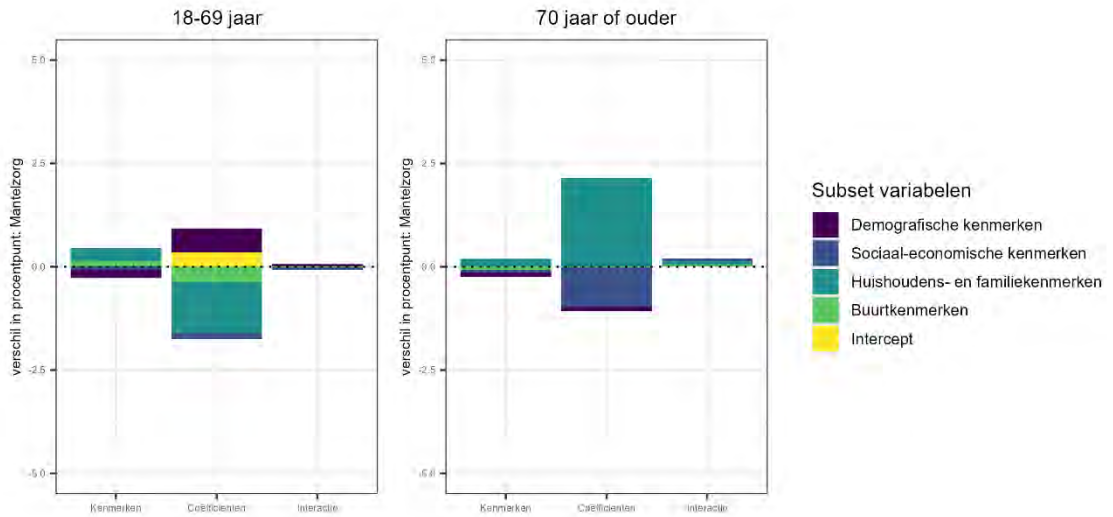 18-69 jaar
70 jaar of ouder
verschil in procentpunt: Mantelzorg
5.0
2.5
0.0
-2.5
-5.0
Kenmerken
Coëfficienten
Interactie
verschil in procentpunt: Mantelzorg
5.0
2.5
0.0
-2.5
-5.0
Kenmerken
Coëfficienten
Interactie
Subset variabelen
Demografische kenmerken
Sociaal-economische kenmerken
Huishoudens- en familiekenmerken
Buurtkenmerken
Intercept